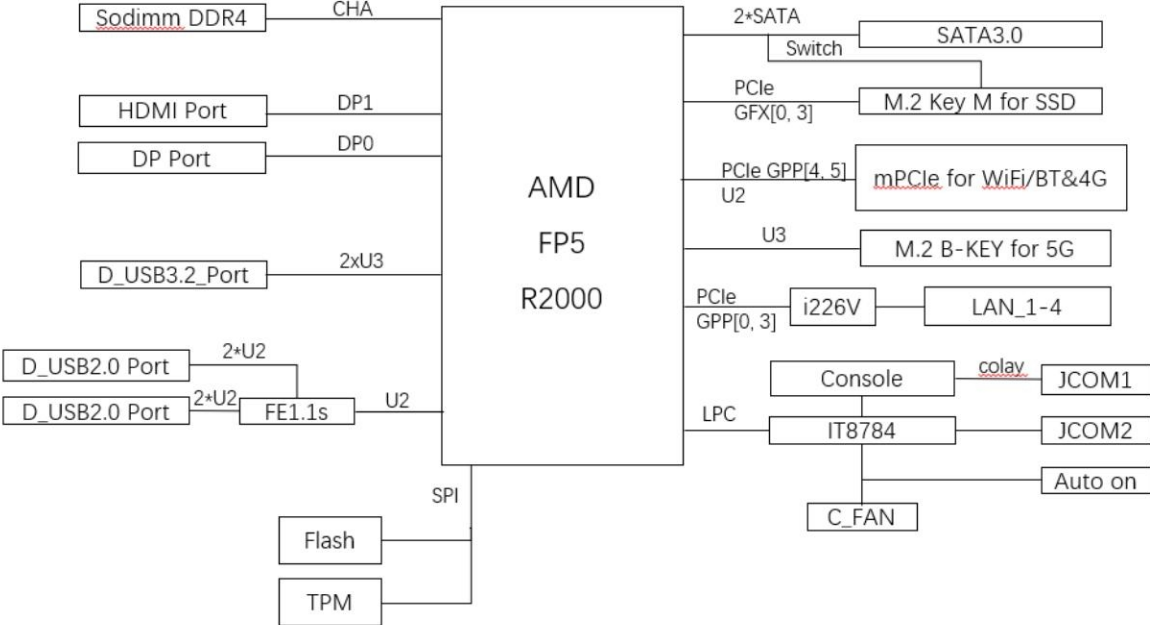 Sodimm DDR4
CHA
HDMI Port
DP1
DP Port
DP0
D_USB3.2_Port
2xU3
D_USB2.0 Port
2*U2
D_USB2.0 Port
2*U2
FE1.1s
U2
SPI
Flash
TPM
AMD
FP5
R2000
2*SATA
SATA3.0
Switch
PCIe
GFX[0, 3]
M.2 Key M for SSD
PCIe GPP[4, 5]
U2
mPCIe for WiFi/BT&4G
U3
M.2 B-KEY for 5G
PCIe
GPP[0, 3]
i226V
LAN_1-4
Console
colay
JCOM1
LPC
IT8784
JCOM2
Auto on
C_FAN